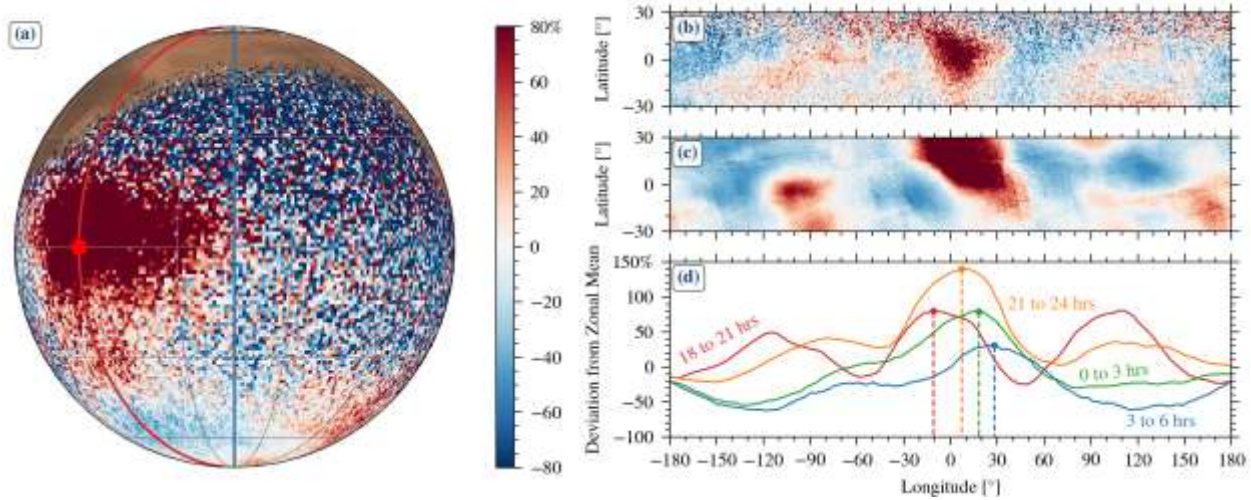 (a)
80%
60
40
20
0
−20
−40
−60
−80
(b)
Latitude [°]
30
0
−30
(c)
Latitude [°]
30
0
−30
(d)
Deviation from Zonal Mean
150%
100
50
0
−50
−100
18 to 21 hrs
21 to 24 hrs
0 to 3 hrs
3 to 6 hrs
−180 −150 −120 −90 −60 −30 0 30 60 90 120 150 180
Longitude [°]